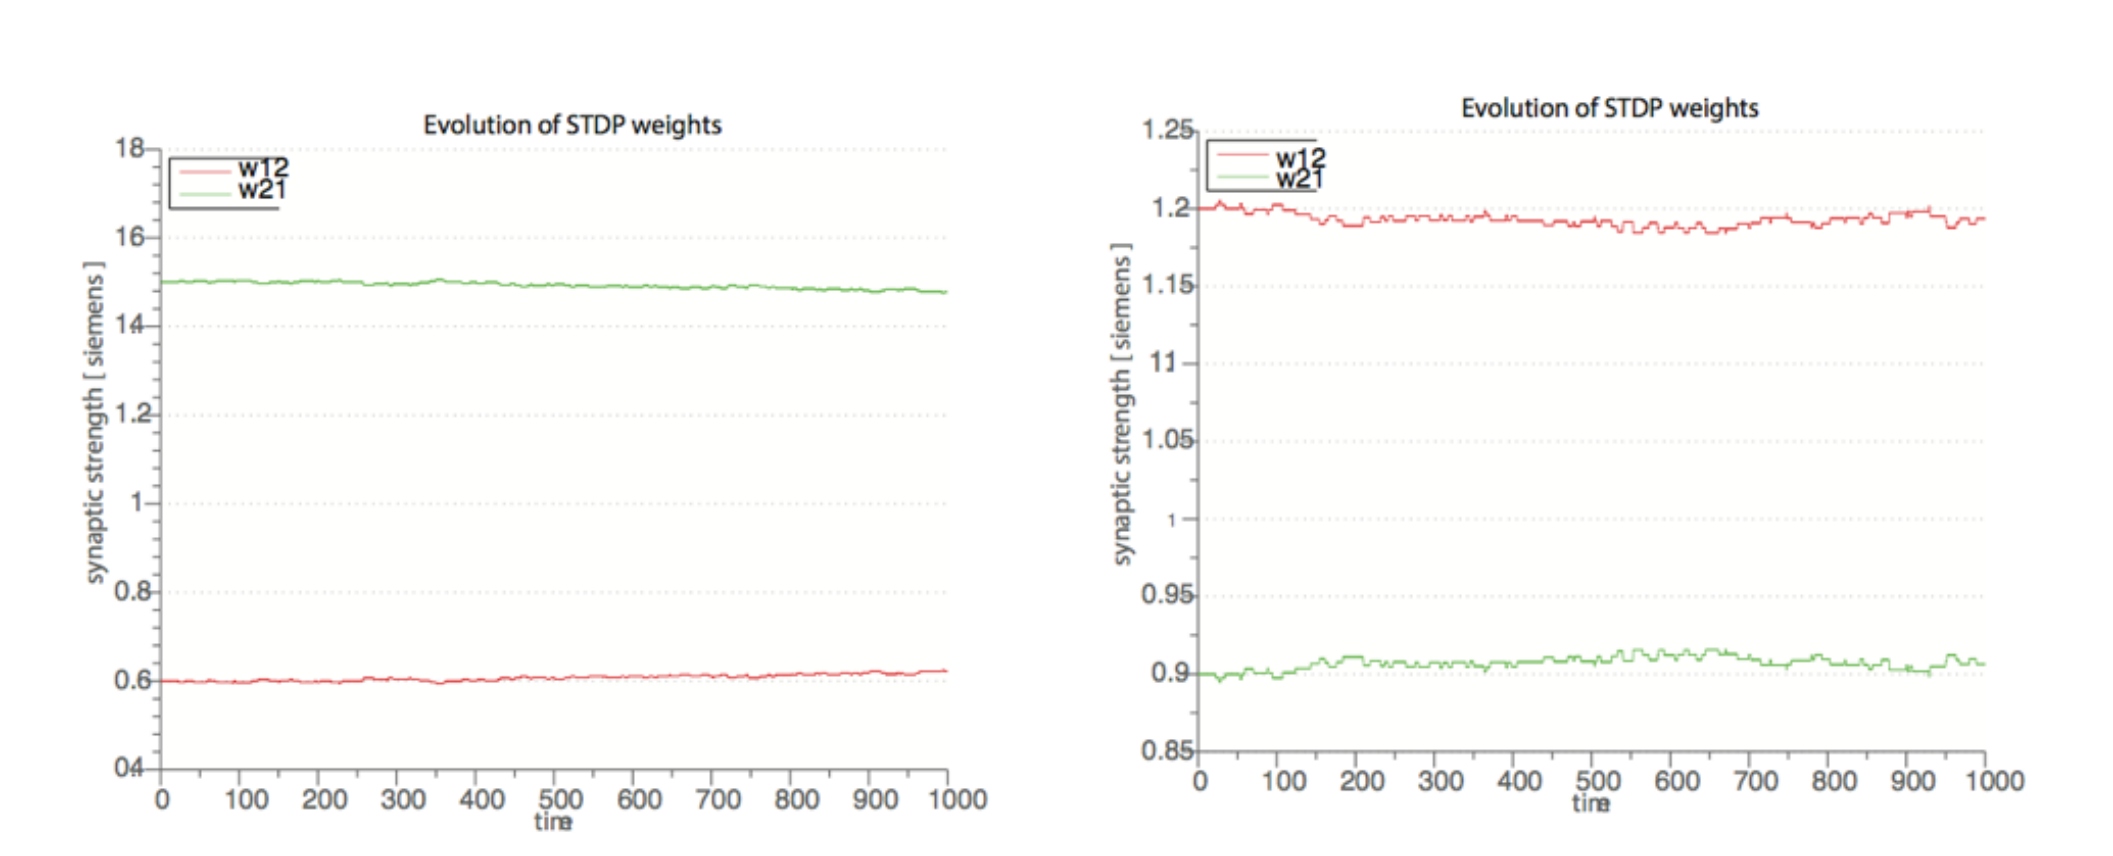 Evolution of STDP weights
18
w12
w21
16
14
1.2
1
0.8
0.6
04
synaptic strength [ siemens ]
0 100 200 300 400 500 600 700 800 900 1000
time
Evolution of STDP weights
1.25
w12
w21
1.2
1.15
11
1.05
1
0.95
0.9
0.85
synaptic strength [ siemens ]
0 100 200 300 400 500 600 700 800 900 1000
time